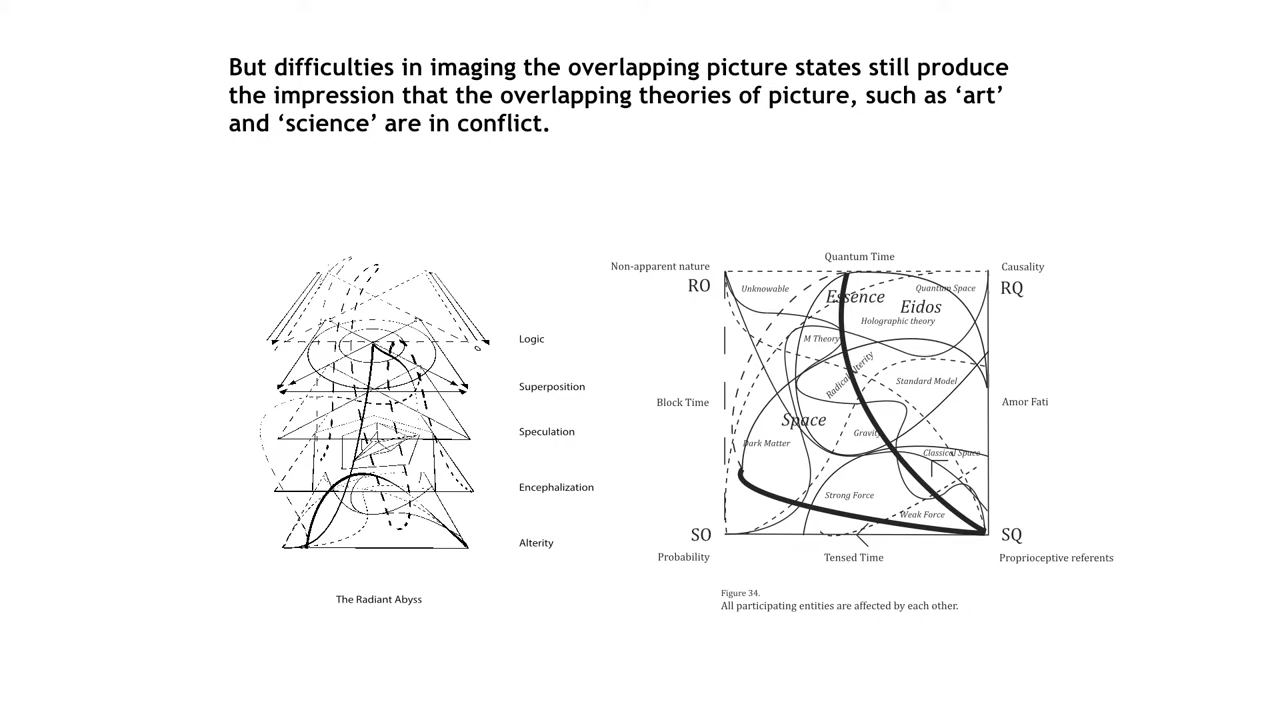 But difficulties in imaging the overlapping picture states still produce
the impression that the overlapping theories of picture, such as ‘art’
and ‘science’ are in conflict.
Logic
Superposition
Speculation
Encephalization
Alterity
The Radiant Abyss
Quantum Time
Non-apparent nature
Causality
RO
RQ
Unknowable
Quantum Space
Essence
Eidos
Holographic theory
M Theory
Radical Alterity
Standard Model
Block Time
Amor Fati
Space
Gravity
Dark Matter
Classical Space
Strong Force
Weak Force
SO
SQ
Probability
Tensed Time
Proprioceptive referents
Figure 34.
All participating entities are affected by each other.